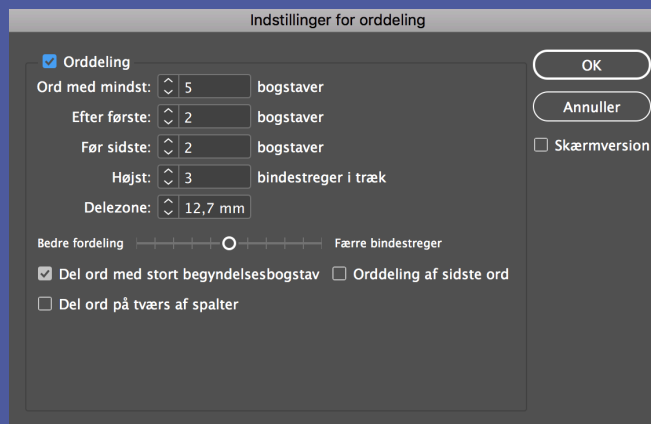 Indstillinger for orddeling
Orddeling
Ord med mindst: 5 bogstaver
Efter første: 2 bogstaver
Før sidste: 2 bogstaver
Højst: 3 bindestreger i træk
Delezone: 12,7 mm
Bedre fordeling Færre bindestreger
Del ord med stort begyndelsesbogstav Orddeling af sidste ord
Del ord på tværs af spalter
OK
Annuller
Skærmversion